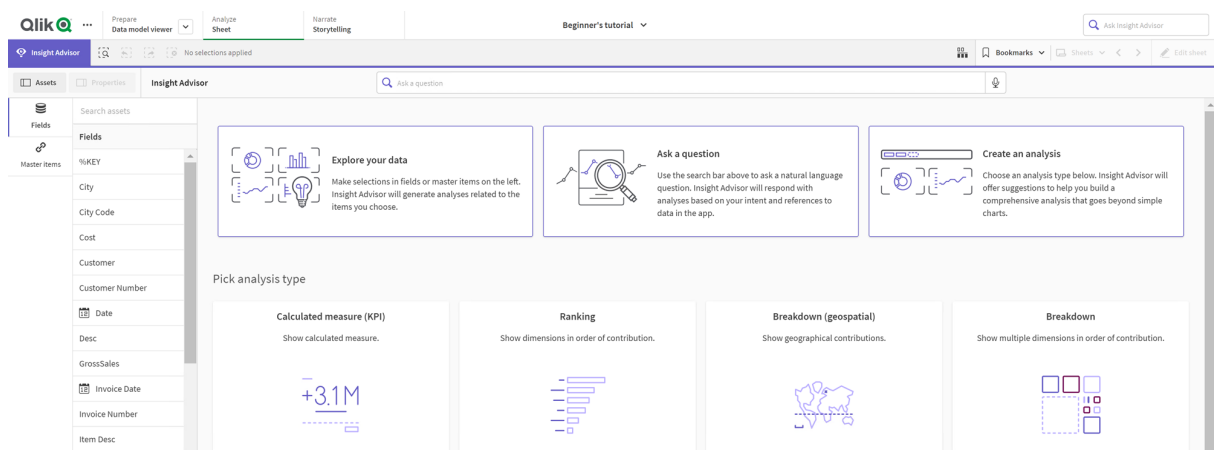 Qlik
Prepare
Data model viewer
Analyze
Sheet
Narrate
Storytelling
Beginner's tutorial
Ask Insight Advisor
Insight Advisor
No selections applied
Bookmarks
Sheets
Edit sheet
Assets
Properties
Insight Advisor
Ask a question
Fields
Master items
Search assets
Fields
%KEY
City
City Code
Cost
Customer
Customer Number
Date
Desc
GrossSales
Invoice Date
Invoice Number
Item Desc
Explore your data
Make selections in fields or master items on the left.
Insight Advisor will generate analyses related to the
items you choose.
Ask a question
Use the search bar above to ask a natural language
question. Insight Advisor will respond with
analyses based on your intent and references to
data in the app.
Create an analysis
Choose an analysis type below. Insight Advisor will
offer suggestions to help you build a
comprehensive analysis that goes beyond simple
charts.
Pick analysis type
Calculated measure (KPI)
Show calculated measure.
+3.1M
Ranking
Show dimensions in order of contribution.
Breakdown (geospatial)
Show geographical contributions.
Breakdown
Show multiple dimensions in order of contribution.